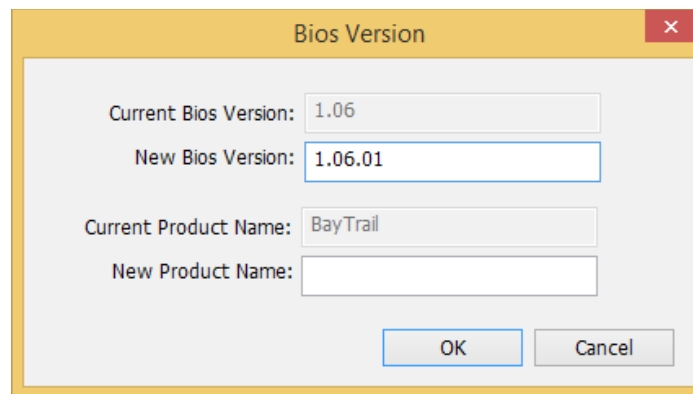 Bios Version
Current Bios Version: 1.06
New Bios Version: 1.06.01
Current Product Name: BayTrail
New Product Name:
OK Cancel